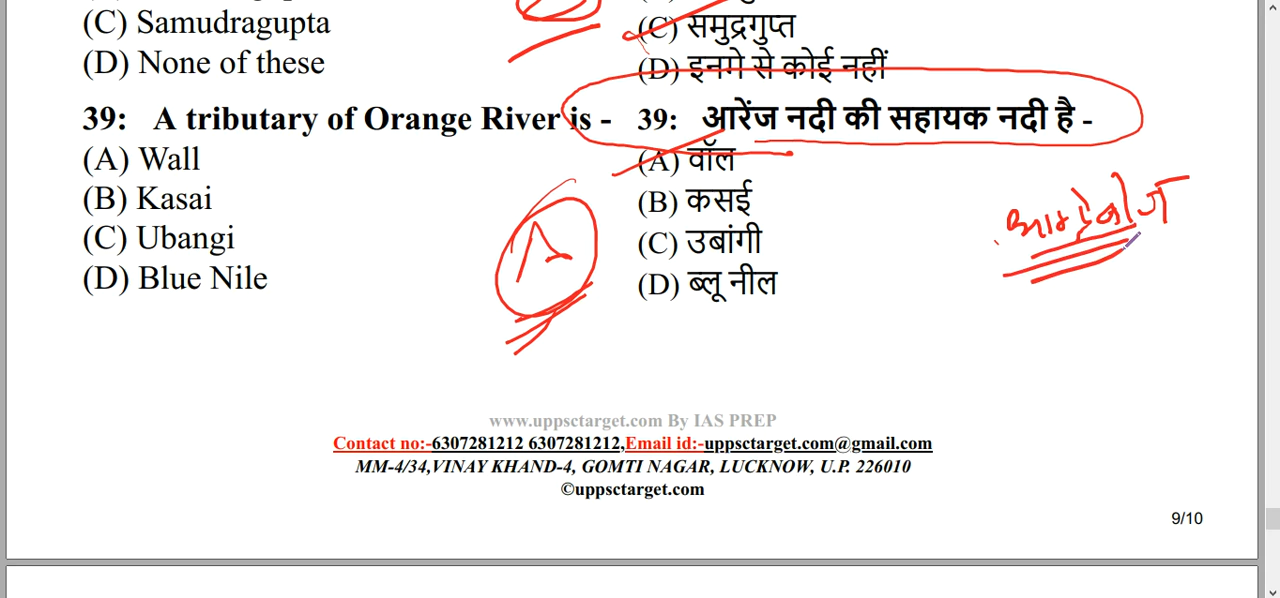 (C) Samudragupta (C) समुद्रगुप्त
(D) None of these (D) इनमे से कोई नहीं
39: A tributary of Orange River is - 39: आरेंज नदी की सहायक नदी है -
(A) Wall (A) वॉल
(B) Kasai (B) कसई
(C) Ubangi (C) उबांगी
(D) Blue Nile (D) ब्लू नील
A
www.uppsctarget.com By IAS PREP
Contact no:-6307281212 6307281212,Email id:-uppsctarget.com@gmail.com
MM-4/34,VINAY KHAND-4, GOMTI NAGAR, LUCKNOW, U.P. 226010
©uppsctarget.com
9/10